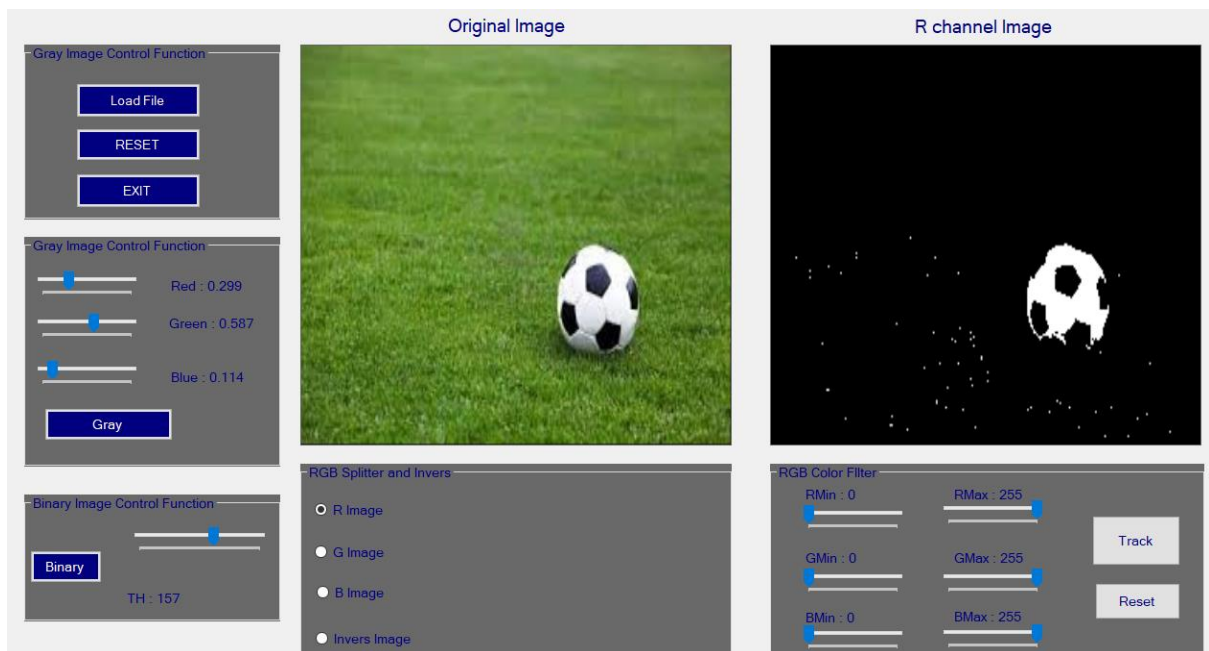 Original Image
R channel Image
Gray Image Control Function
Load File
RESET
EXIT
Gray Image Control Function
Red : 0.299
Green : 0.587
Blue : 0.114
Gray
Binary Image Control Function
Binary
TH : 157
RGB Splitter and Invers
R Image
G Image
B Image
Invers Image
RGB Color FIlter
RMin : 0
RMax : 255
GMin : 0
GMax : 255
BMin : 0
BMax : 255
Track
Reset